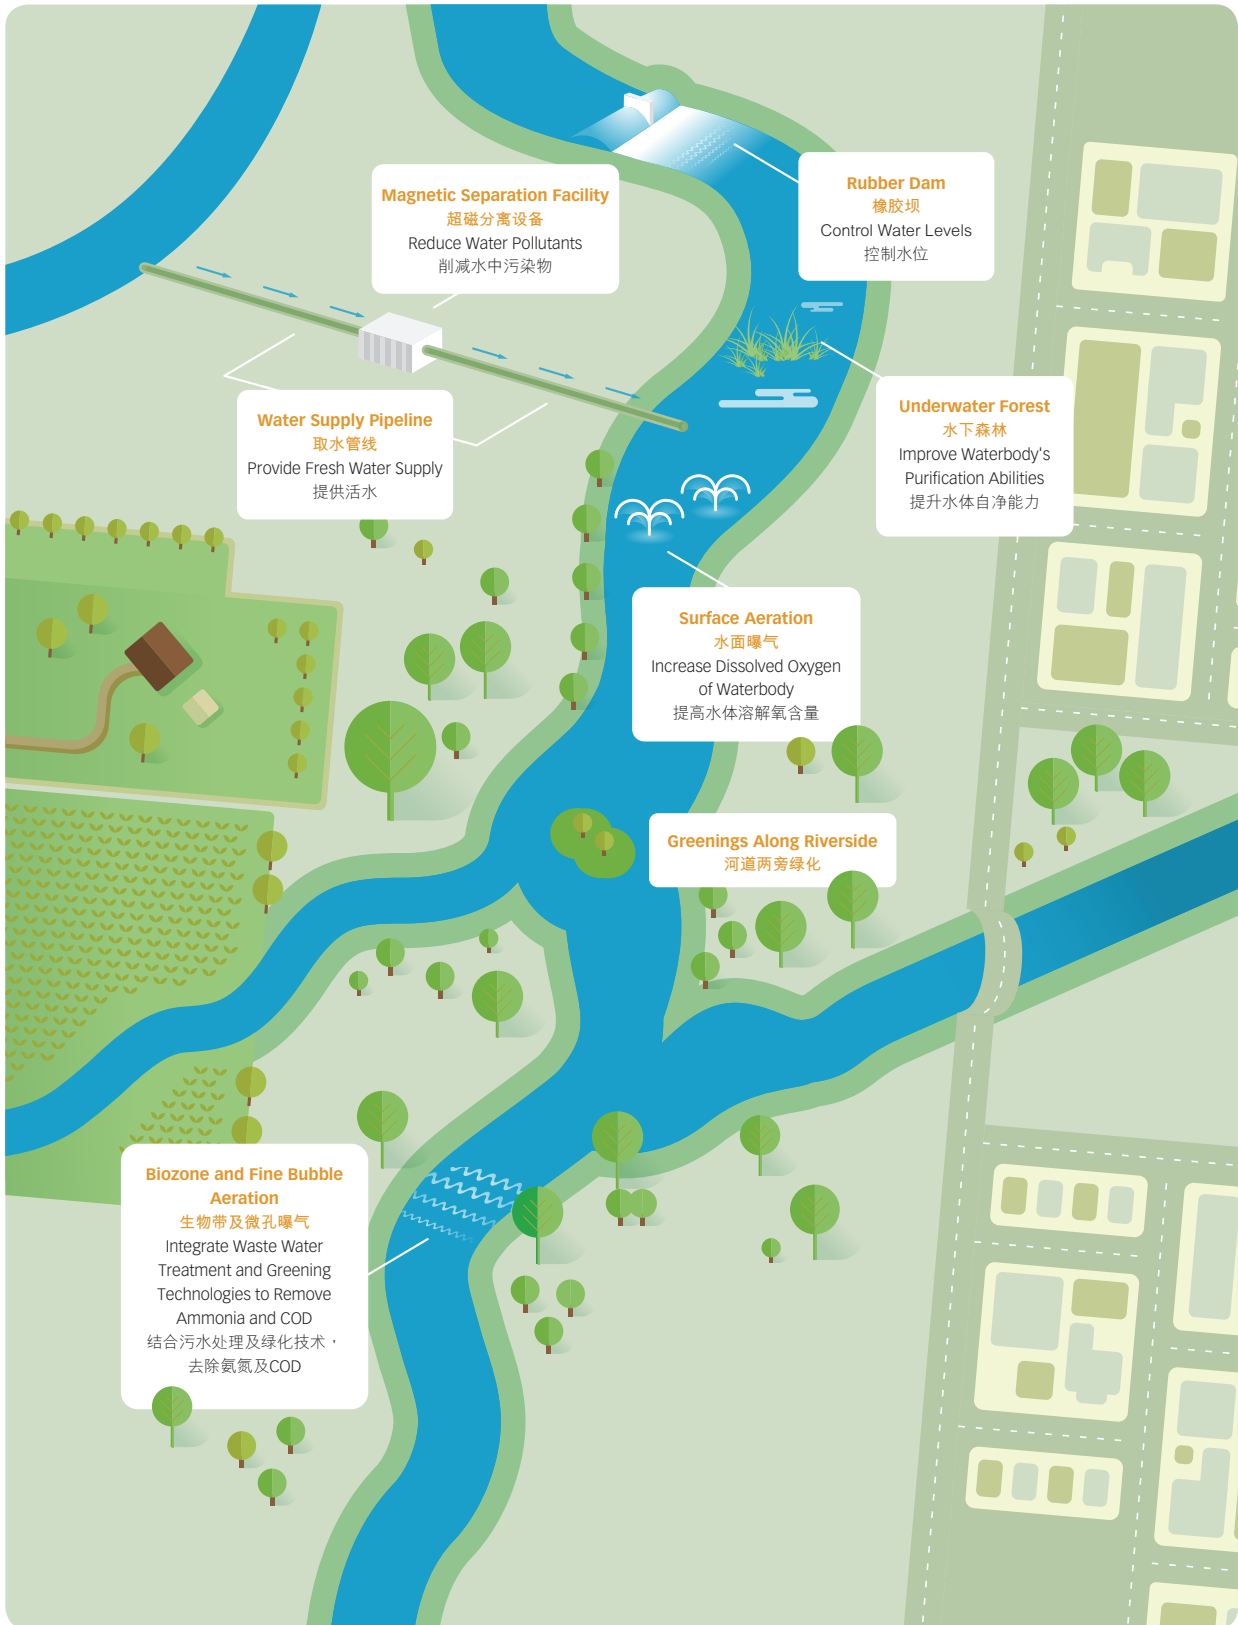 Rubber Dam
橡胶坝
Control Water Levels
控制水位
Magnetic Separation Facility
超磁分离设备
Reduce Water Pollutants
削减水中污染物
Water Supply Pipeline
取水管线
Provide Fresh Water Supply
提供活水
Underwater Forest
水下森林
Improve Waterbody's
Purification Abilities
提升水体自净能力
Surface Aeration
水面曝气
Increase Dissolved Oxygen
of Waterbody
提高水体溶解氧含量
Greenings Along Riverside
河道两旁绿化
Biozone and Fine Bubble
Aeration
生物带及微孔曝气
Integrate Waste Water
Treatment and Greening
Technologies to Remove
Ammonia and COD
结合污水处理及绿化技术，
去除氨氮及COD